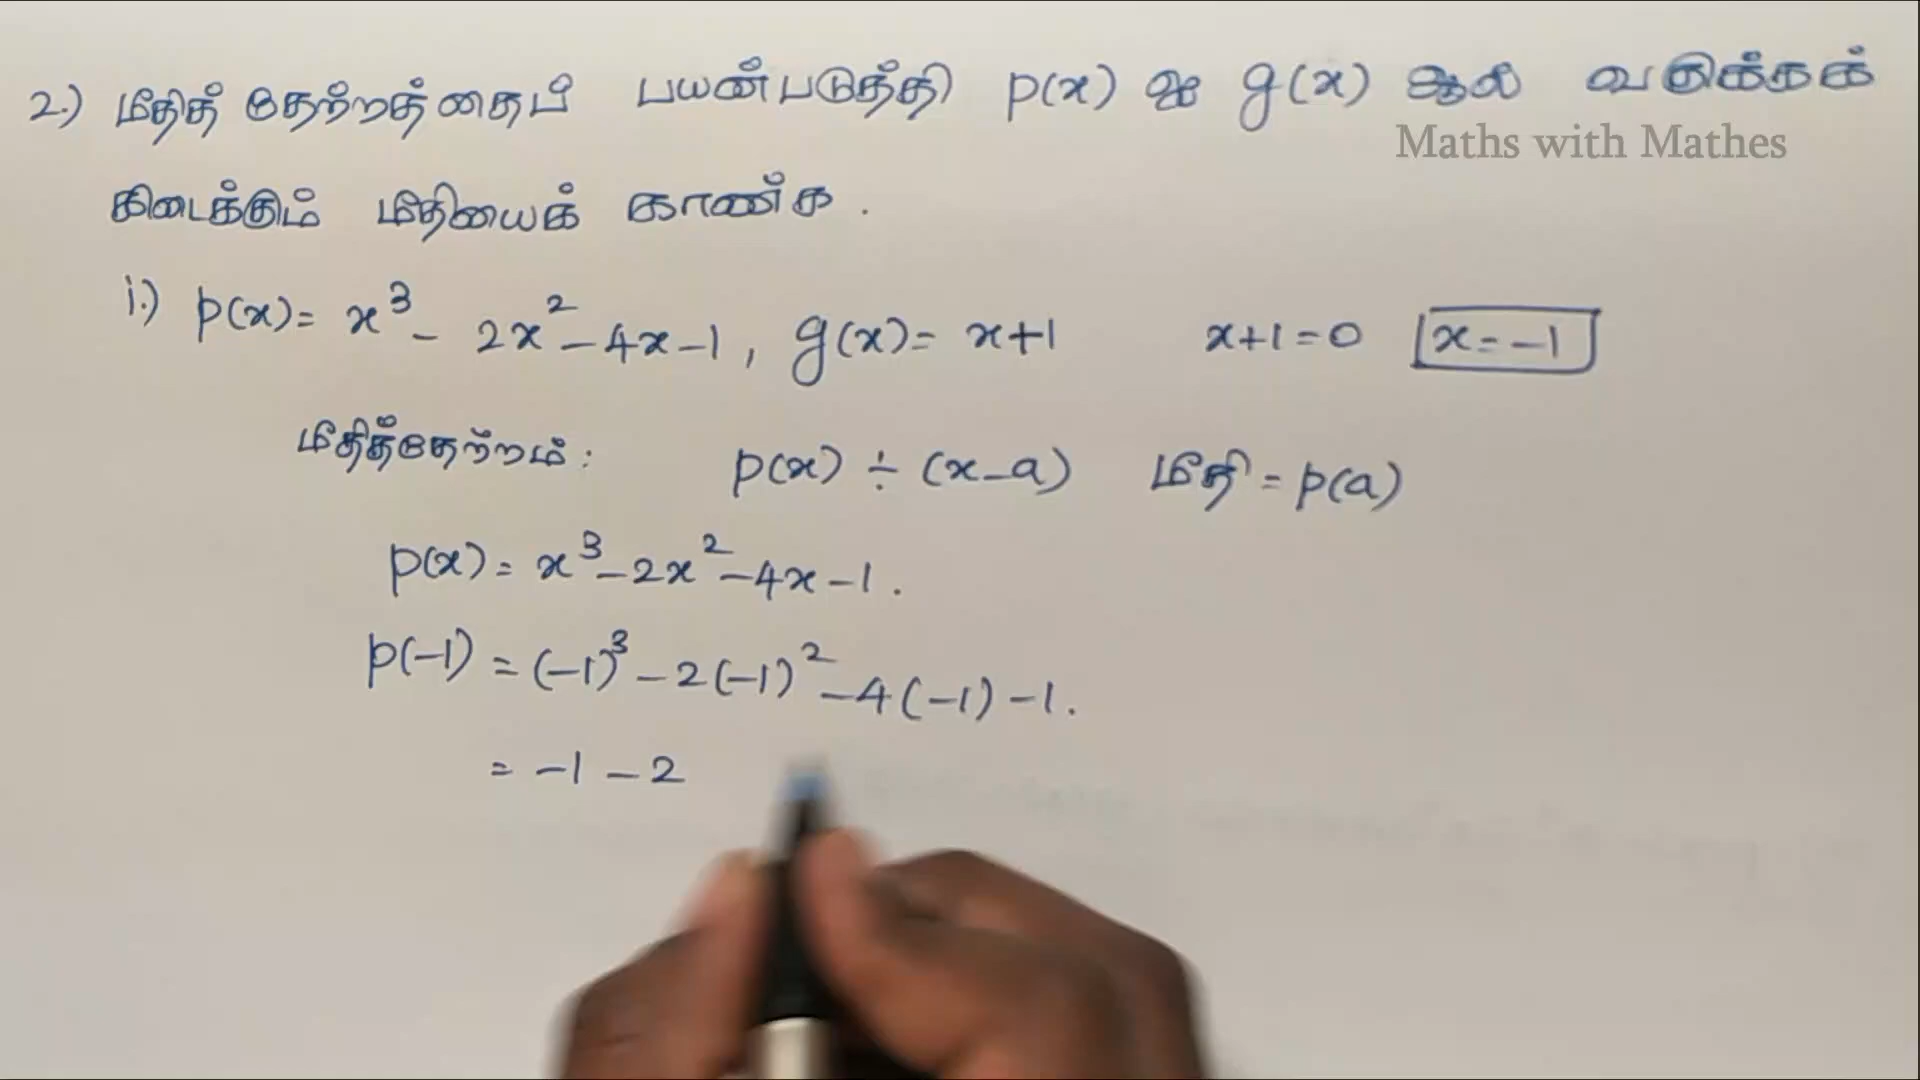 2.) மீதித் தேற்றத்தைப் பயன்படுத்தி p(x) ஐ g(x) ஆல் வகுக்கக்
Maths with Mathes
கிடைக்கும் மீதியைக் காண்க .
i.) p(x)= x³ - 2x² - 4x - 1 , g(x)= x+1 x+1=0 x=-1
மீதித்தேற்றம் : p(x) ÷ (x-a) மீதி = p(a)
p(x) = x³ - 2x² - 4x - 1 .
p(-1) = (-1)³ - 2(-1)² - 4(-1) - 1 .
= -1 - 2